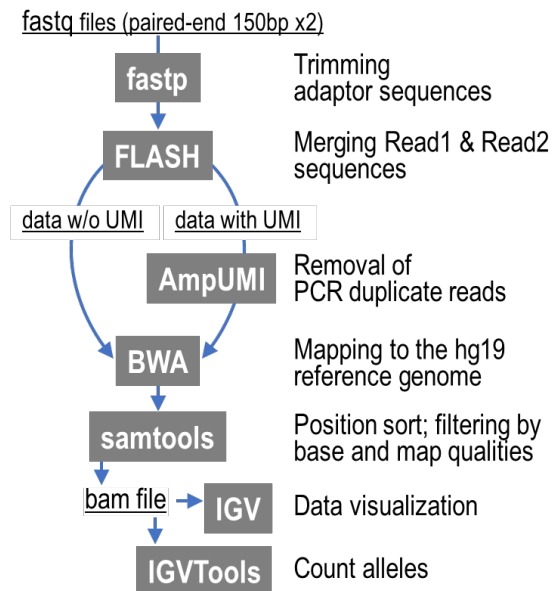 fastq files (paired-end 150bp x2)
fastp
Trimming
adaptor sequences
FLASH
Merging Read1 & Read2
sequences
data w/o UMI
data with UMI
AmpUMI
Removal of
PCR duplicate reads
BWA
Mapping to the hg19
reference genome
samtools
Position sort; filtering by
base and map qualities
bam file
IGV
Data visualization
IGVTools
Count alleles